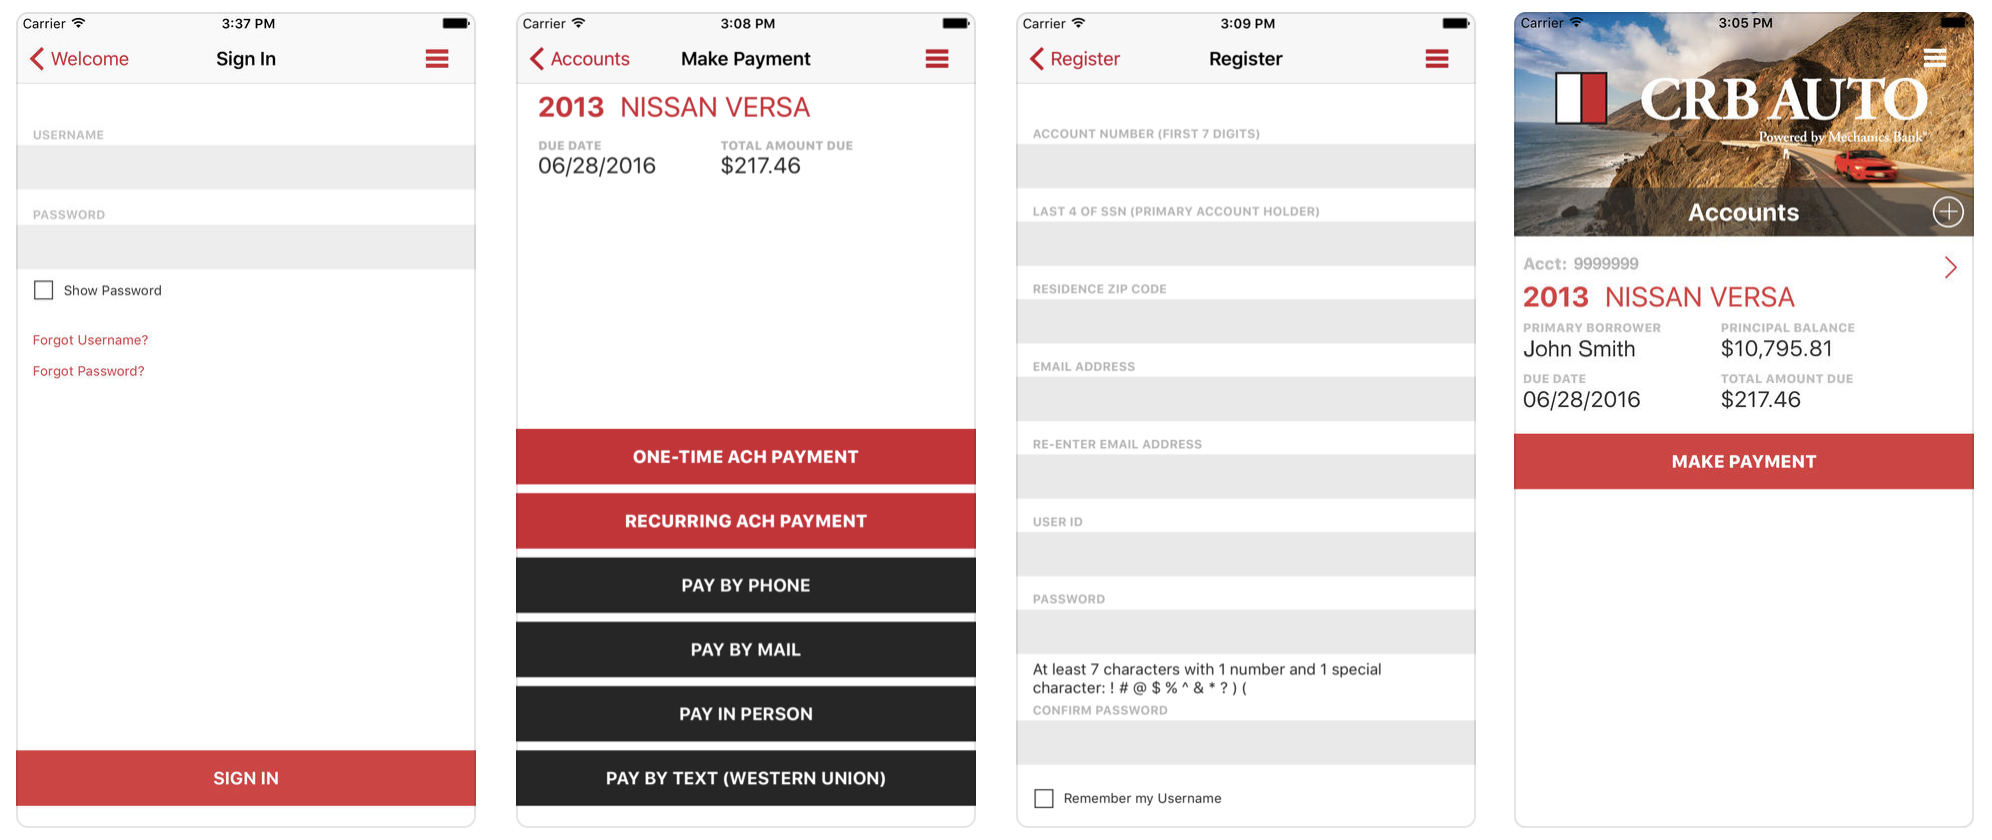 Carrier 3:37 PM
Welcome Sign In
USERNAME
PASSWORD
Show Password
Forgot Username?
Forgot Password?
SIGN IN
Carrier 3:08 PM
Accounts Make Payment
2013 NISSAN VERSA
DUE DATE TOTAL AMOUNT DUE
06/28/2016 $217.46
ONE-TIME ACH PAYMENT
RECURRING ACH PAYMENT
PAY BY PHONE
PAY BY MAIL
PAY IN PERSON
PAY BY TEXT (WESTERN UNION)
Carrier 3:09 PM
Register Register
ACCOUNT NUMBER (FIRST 7 DIGITS)
LAST 4 OF SSN (PRIMARY ACCOUNT HOLDER)
RESIDENCE ZIP CODE
EMAIL ADDRESS
RE-ENTER EMAIL ADDRESS
USER ID
PASSWORD
At least 7 characters with 1 number and 1 special
character: ! # @ $ % ^ & * ? ) (
CONFIRM PASSWORD
Remember my Username
Carrier 3:05 PM
CRB AUTO
Powered by Mechanics Bank
Accounts
Acct: 9999999
2013 NISSAN VERSA
PRIMARY BORROWER PRINCIPAL BALANCE
John Smith $10,795.81
DUE DATE TOTAL AMOUNT DUE
06/28/2016 $217.46
MAKE PAYMENT